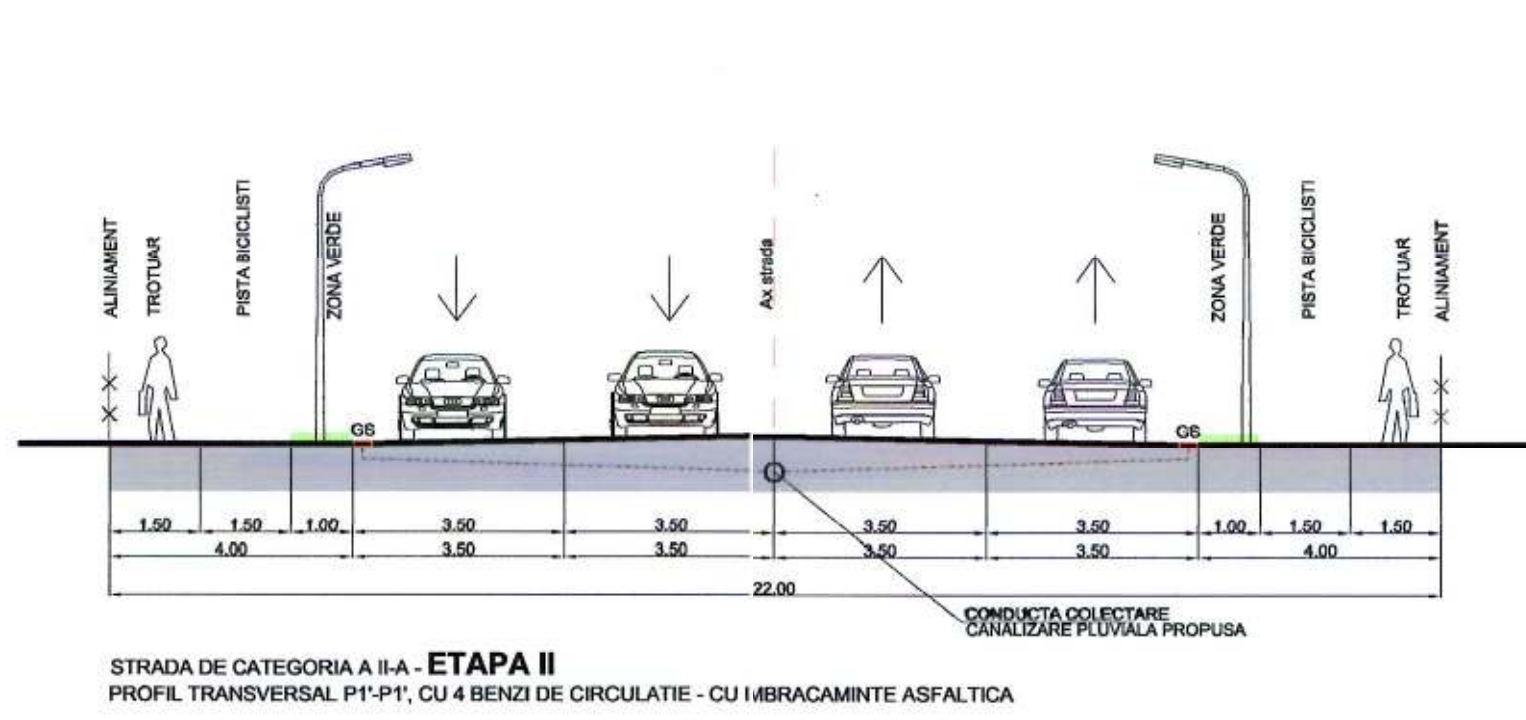 ALINIAMENT
TROTUAR
PISTA BICICLISTI
ZONA VERDE
Ax strada
ZONA VERDE
PISTA BICICLISTI
TROTUAR
ALINIAMENT
GS GS
1.50 1.50 1.00 3.50 3.50 3.50 3.50 1.00 1.50 1.50
4.00 3.50 3.50 3.50 3.50 4.00
22.00
CONDUCTA COLECTARE
CANALIZARE PLUVIALA PROPUSA
STRADA DE CATEGORIA A II-A - ETAPA II
PROFIL TRANSVERSAL P1'-P1', CU 4 BENZI DE CIRCULATIE - CU IMBRACAMINTE ASFALTICA